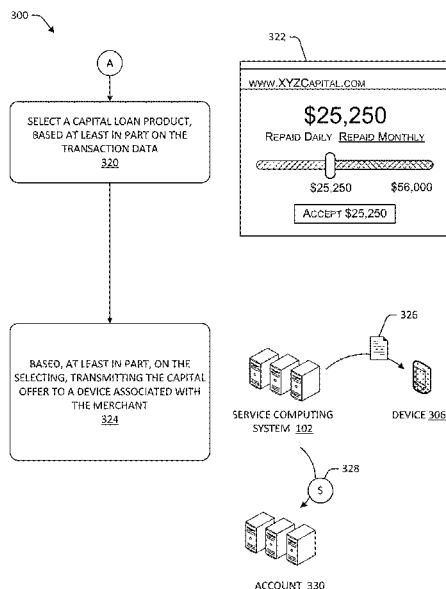 300
A
SELECT A CAPITAL LOAN PRODUCT,
BASED AT LEAST IN PART ON THE
TRANSACTION DATA
320
322
WWW.XYZCAPITAL.COM
$25,250
REPAID DAILY REPAID MONTHLY
$25,250 $56,000
ACCEPT $25,250
BASED, AT LEAST IN PART, ON THE
SELECTING, TRANSMITTING THE CAPITAL
OFFER TO A DEVICE ASSOCIATED WITH
THE MERCHANT
324
326
SERVICE COMPUTING
SYSTEM 102
DEVICE 306
328
$
ACCOUNT 330